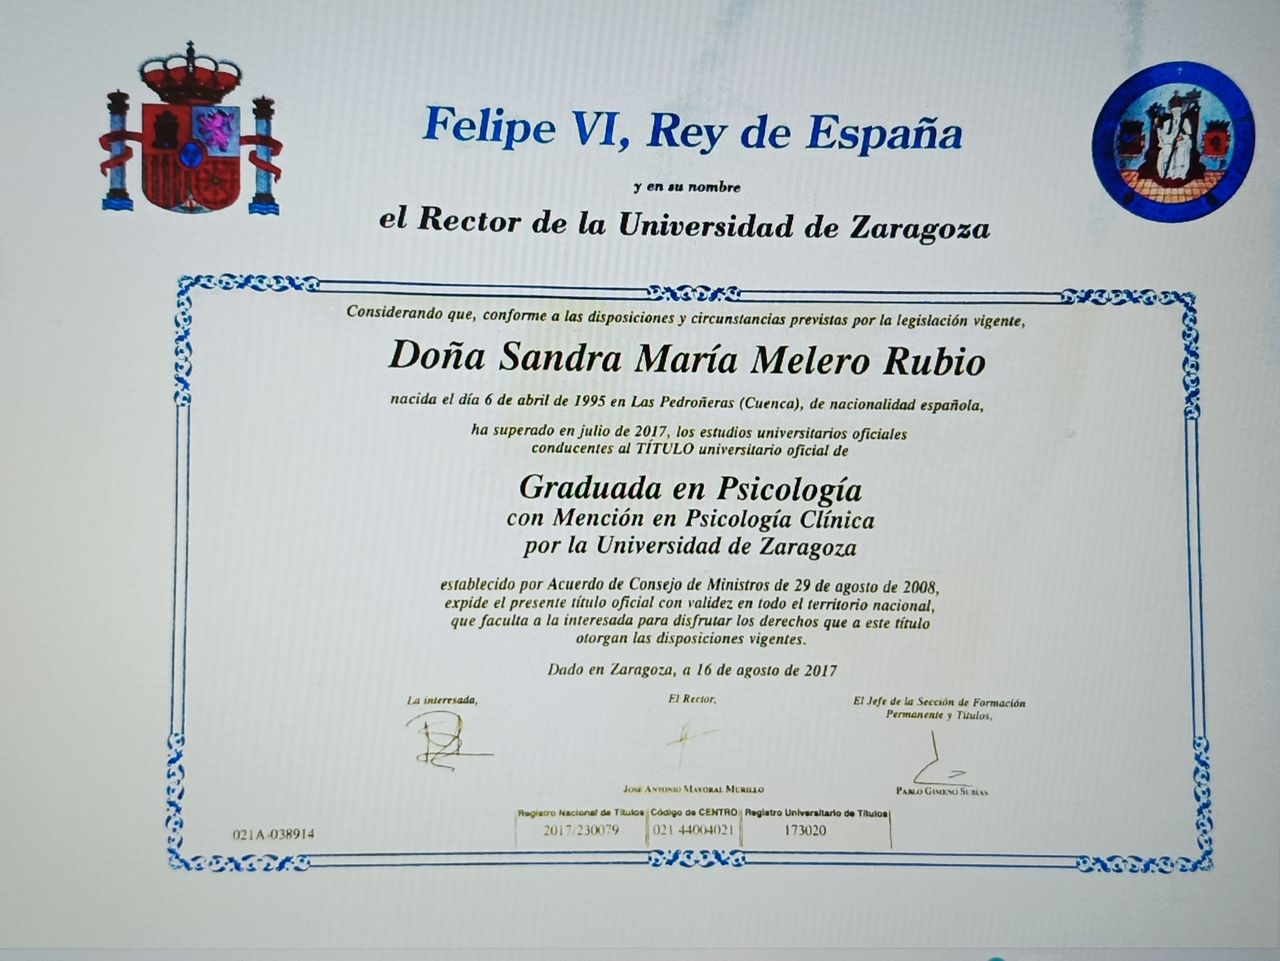 Felipe VI, Rey de España
y en su nombre
el Rector de la Universidad de Zaragoza
Considerando que, conforme a las disposiciones y circunstancias previstas por la legislación vigente,
Doña Sandra María Melero Rubio
nacida el día 6 de abril de 1995 en Las Pedroñeras (Cuenca), de nacionalidad española,
ha superado en julio de 2017, los estudios universitarios oficiales
conducentes al TÍTULO universitario oficial de
Graduada en Psicología
con Mención en Psicología Clínica
por la Universidad de Zaragoza
establecido por Acuerdo de Consejo de Ministros de 29 de agosto de 2008,
expide el presente título oficial con validez en todo el territorio nacional,
que faculta a la interesada para disfrutar los derechos que a este título
otorgan las disposiciones vigentes.
Dado en Zaragoza, a 16 de agosto de 2017
La interesada,
El Rector,
El Jefe de la Sección de Formación
Permanente y Títulos,
José Antonio Mayoral Murillo
Pablo Gimeno Subías
Registro Nacional de Títulos Código de CENTRO Registro Universitario de Títulos
021A-038914 2017/230079 021 44004021 173020